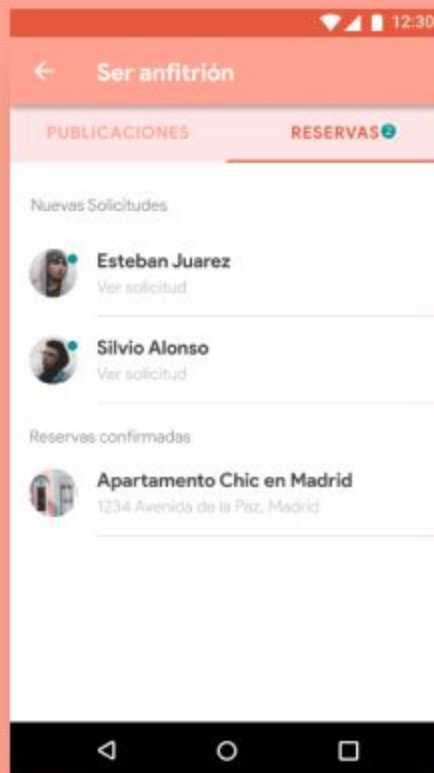 12:30
Ser anfitrión
PUBLICACIONES RESERVAS 2
Nuevas Solicitudes
Esteban Juarez
Ver solicitud
Silvio Alonso
Ver solicitud
Reservas confirmadas
Apartamento Chic en Madrid
1234 Avenida de la Paz, Madrid